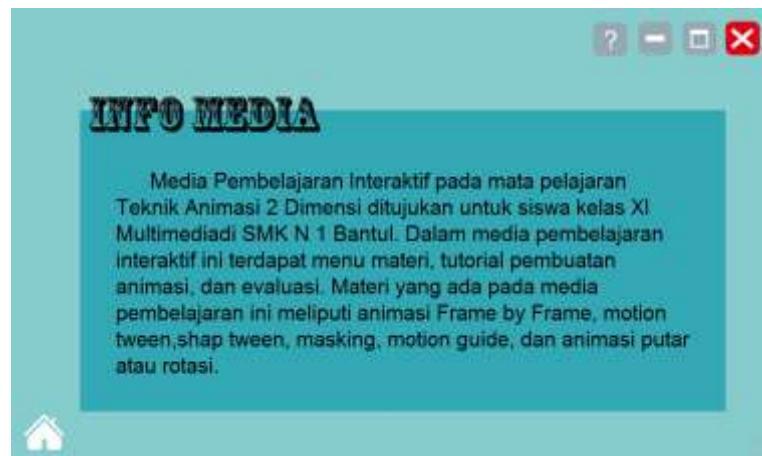 ?
INFO MEDIA
Media Pembelajaran Interaktif pada mata pelajaran
Teknik Animasi 2 Dimensi ditujukan untuk siswa kelas XI
Multimediadi SMK N 1 Bantul. Dalam media pembelajaran
interaktif ini terdapat menu materi, tutorial pembuatan
animasi, dan evaluasi. Materi yang ada pada media
pembelajaran ini meliputi animasi Frame by Frame, motion
tween,shap tween, masking, motion guide, dan animasi putar
atau rotasi.